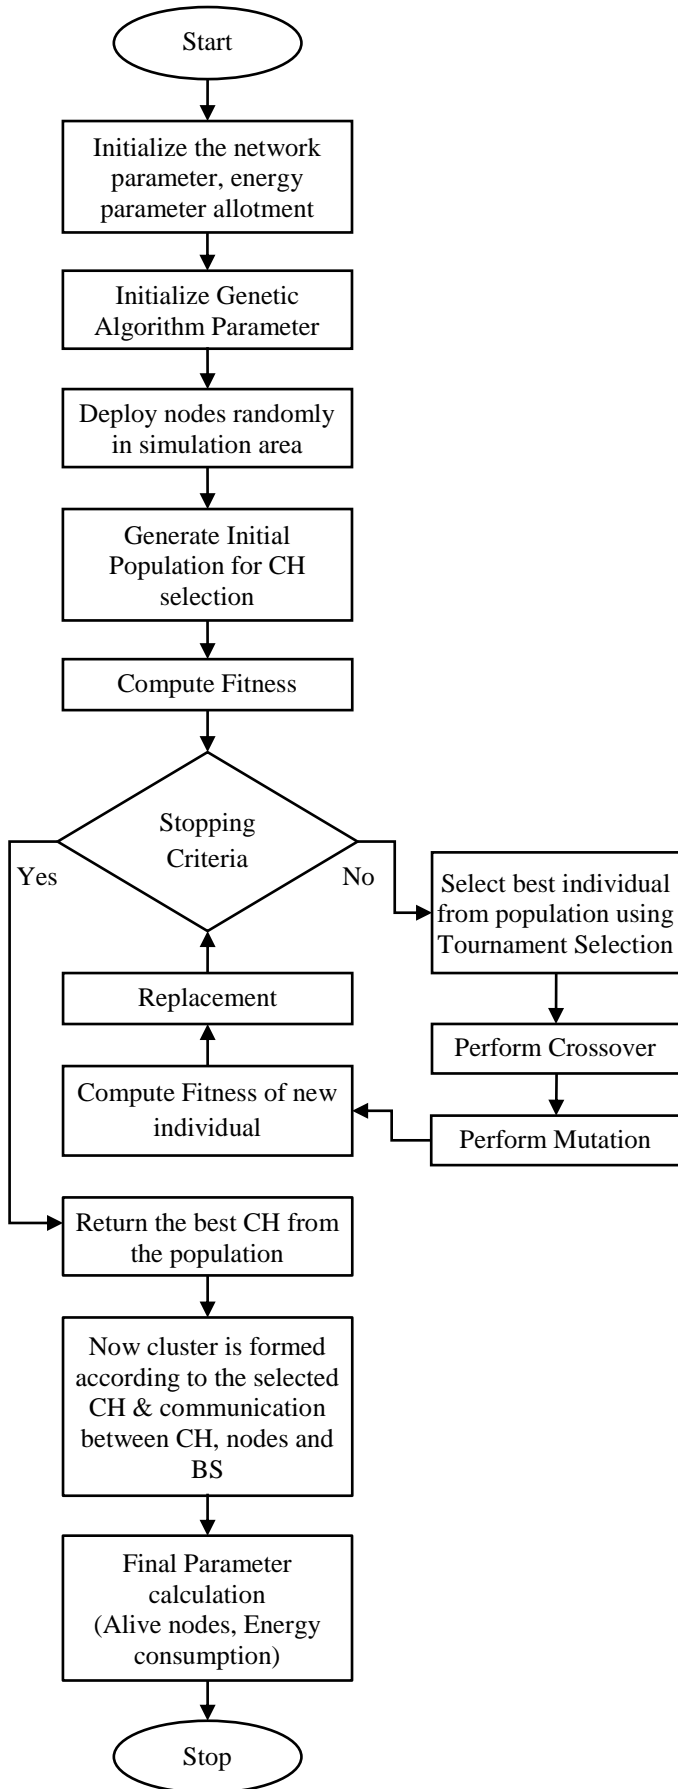 Start
Initialize the network
parameter, energy
parameter allotment
Initialize Genetic
Algorithm Parameter
Deploy nodes randomly
in simulation area
Generate Initial
Population for CH
selection
Compute Fitness
Stopping
Criteria
Yes
No
Select best individual
from population using
Tournament Selection
Perform Crossover
Perform Mutation
Compute Fitness of new
individual
Replacement
Return the best CH from
the population
Now cluster is formed
according to the selected
CH & communication
between CH, nodes and
BS
Final Parameter
calculation
(Alive nodes, Energy
consumption)
Stop